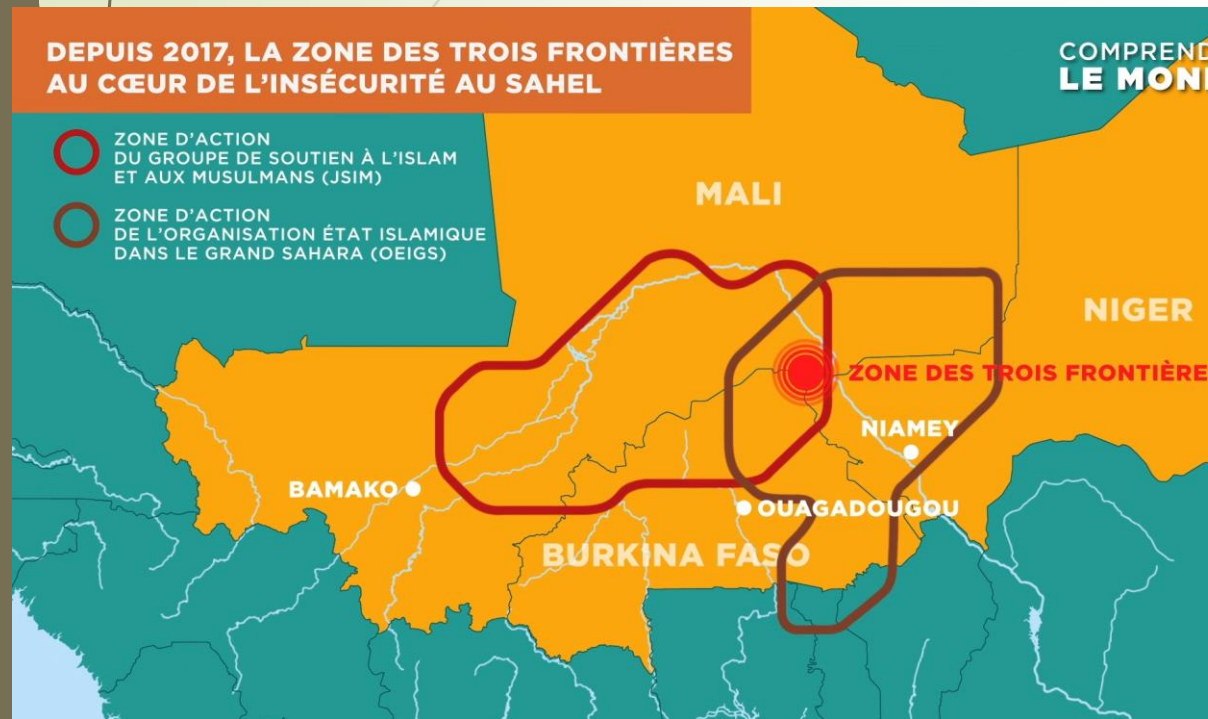 DEPUIS 2017, LA ZONE DES TROIS FRONTIÈRES
AU CŒUR DE L'INSÉCURITÉ AU SAHEL
COMPREND
LE MON
ZONE D'ACTION
DU GROUPE DE SOUTIEN À L'ISLAM
ET AUX MUSULMANS (JSIM)
ZONE D'ACTION
DE L'ORGANISATION ÉTAT ISLAMIQUE
DANS LE GRAND SAHARA (OEIGS)
MALI
NIGER
ZONE DES TROIS FRONTIÈRE
NIAMEY
BAMAKO
OUAGADOUGOU
BURKINA FASO